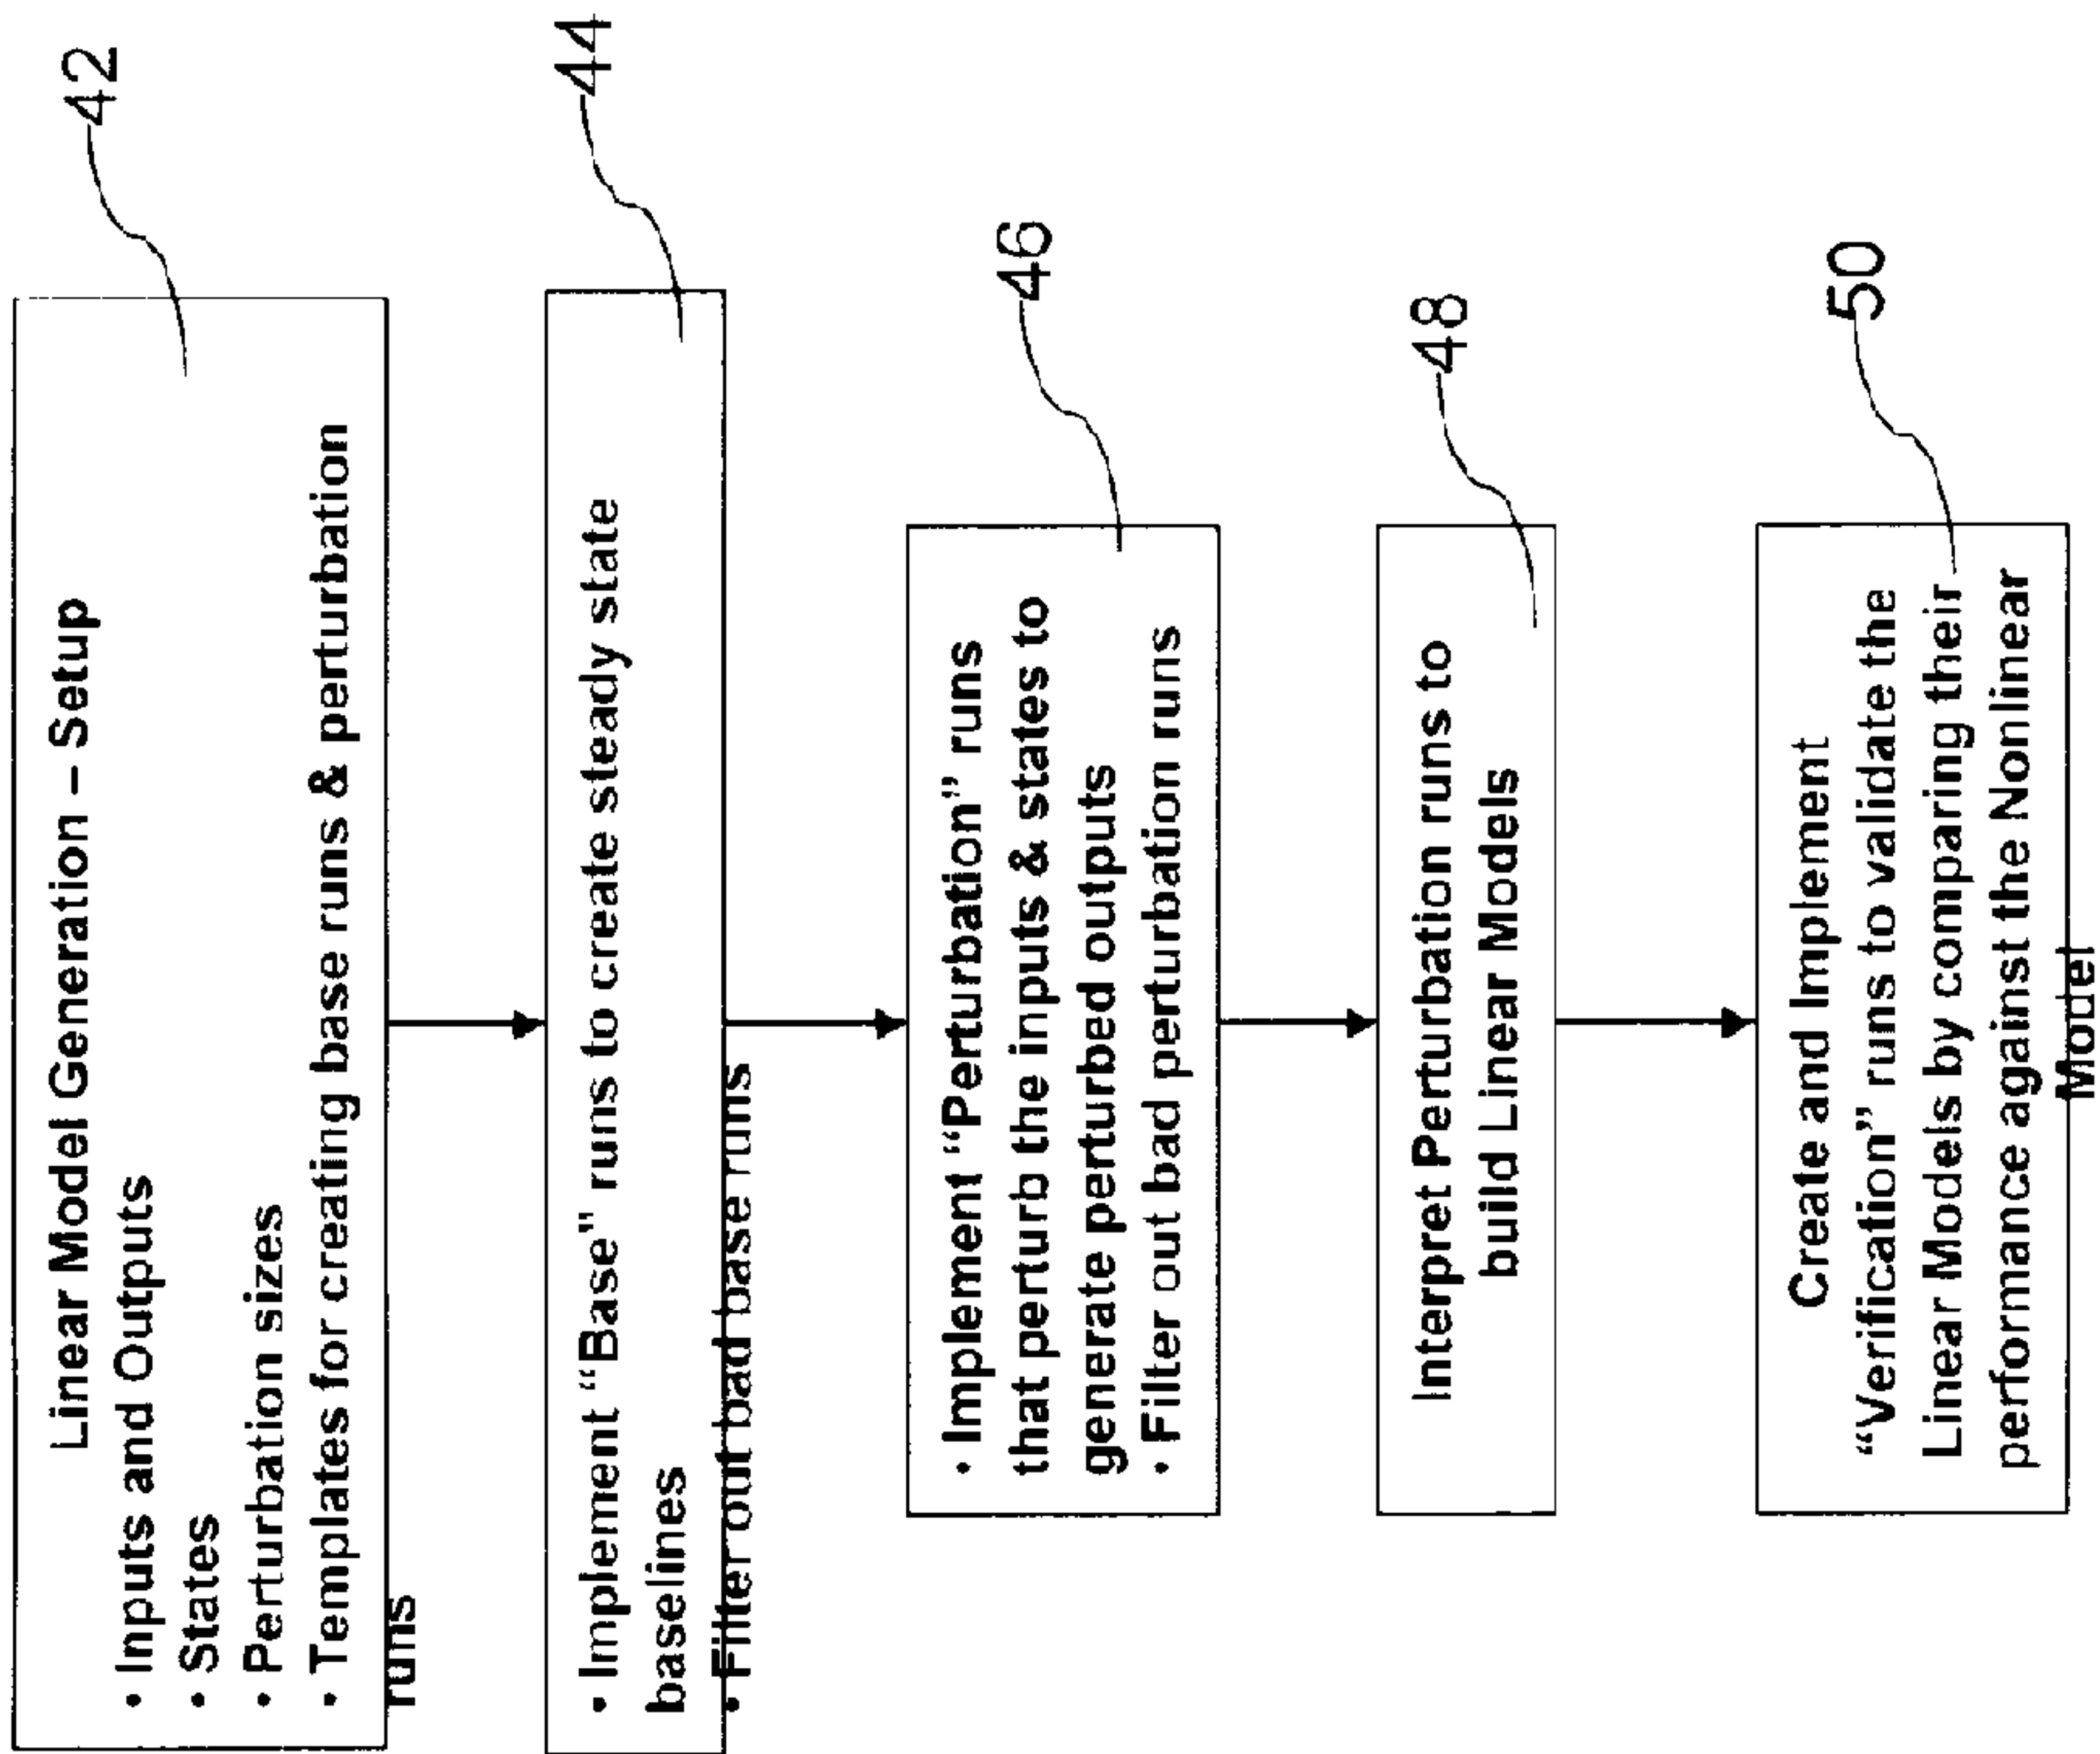 Linear Model Generation – Setup
• Inputs and Outputs
• States
• Perturbation sizes
• Templates for creating base runs & perturbation
runs
42
• Implement “Base" runs to create steady state
baselines
• Filter out bad base runs
44
• Implement “Perturbation” runs
that perturb the inputs & states to
generate perturbed outputs
• Filter out bad perturbation runs
46
Interpret Perturbation runs to
build Linear Models
48
Create and Implement
“Verification” runs to validate the
Linear Models by comparing their
performance against the Nonlinear
Model
50